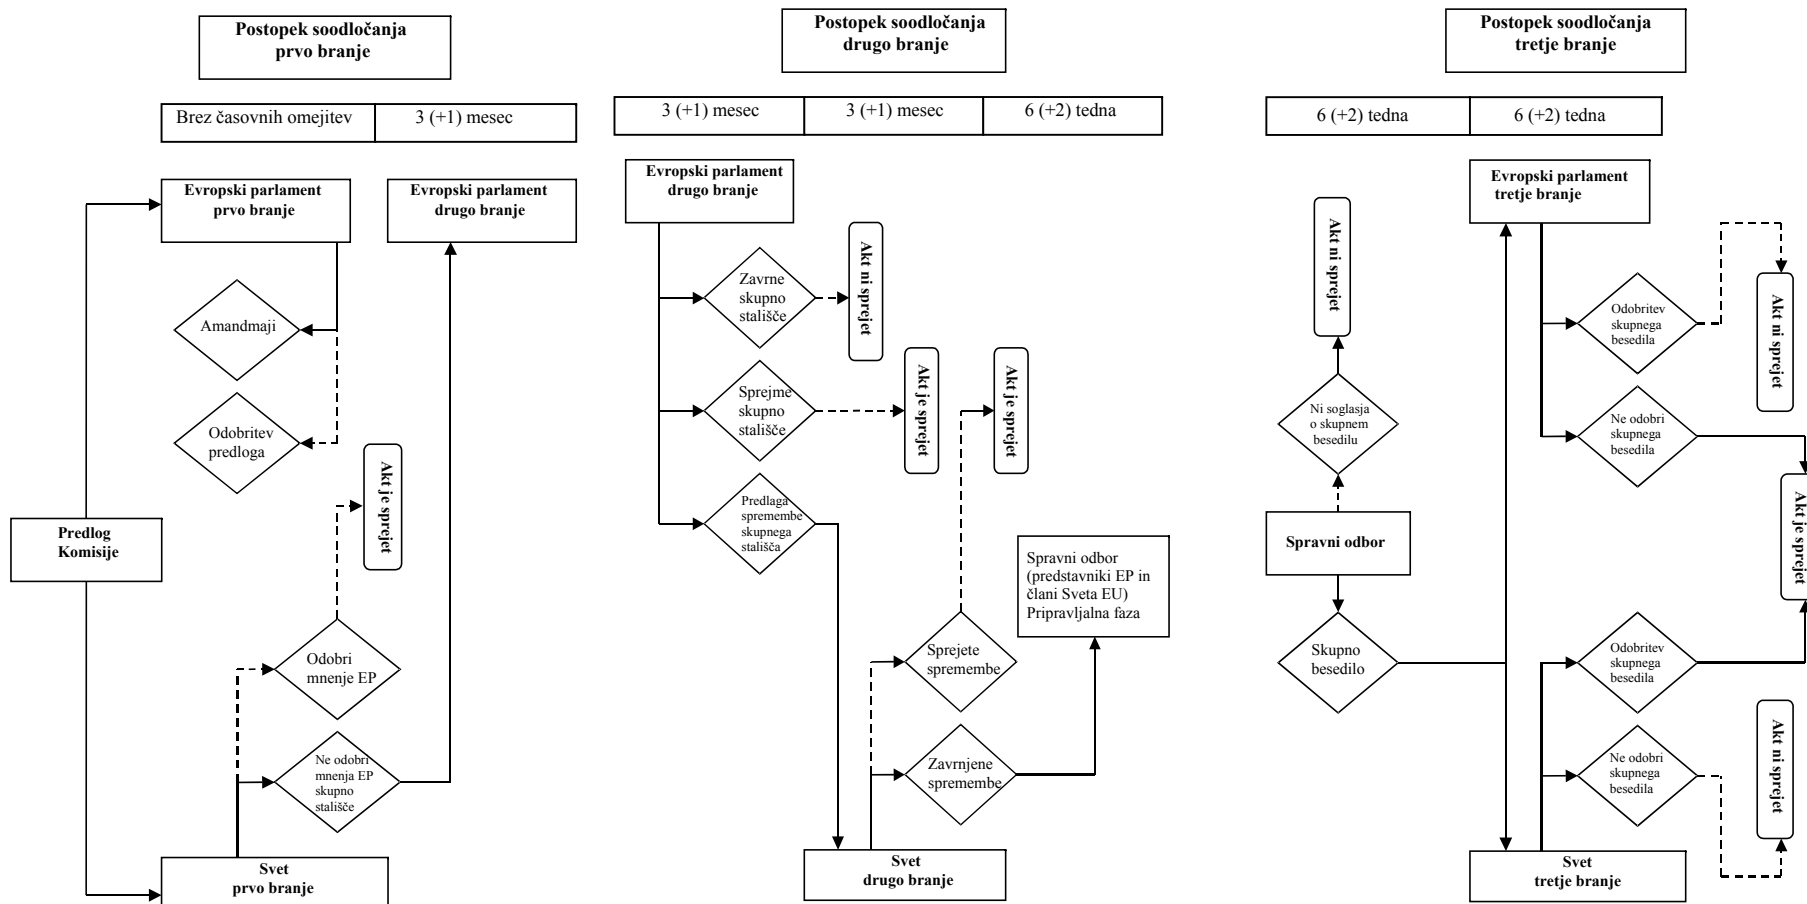 Postopek soodločanja
prvo branje
Brez časovnih omejitev
3 (+1) mesec
Evropski parlament
prvo branje
Evropski parlament
drugo branje
Amandmaji
Odobritev
predloga
Akt je sprejet
Predlog
Komisije
Odobri
mnenje EP
Ne odobri
mnenja EP
skupno
stališče
Svet
prvo branje
Postopek soodločanja
drugo branje
3 (+1) mesec
3 (+1) mesec
6 (+2) tedna
Evropski parlament
drugo branje
Zavrne
skupno
stališče
Akt ni sprejet
Sprejme
skupno
stališče
Akt je sprejet
Akt je sprejet
Predlaga
spremembe
skupnega
stališča
Spravni odbor
(predstavniki EP in
člani Sveta EU)
Pripravljalna faza
Sprejete
spremembe
Zavrnjene
spremembe
Svet
drugo branje
Postopek soodločanja
tretje branje
6 (+2) tedna
6 (+2) tedna
Evropski parlament
tretje branje
Akt ni sprejet
Odobritev
skupnega
besedila
Akt ni sprejet
Ni soglasja
o skupnem
besedilu
Ne odobri
skupnega
besedila
Spravni odbor
Akt je sprejet
Skupno
besedilo
Odobritev
skupnega
besedila
Ne odobri
skupnega
besedila
Akt ni sprejet
Svet
tretje branje